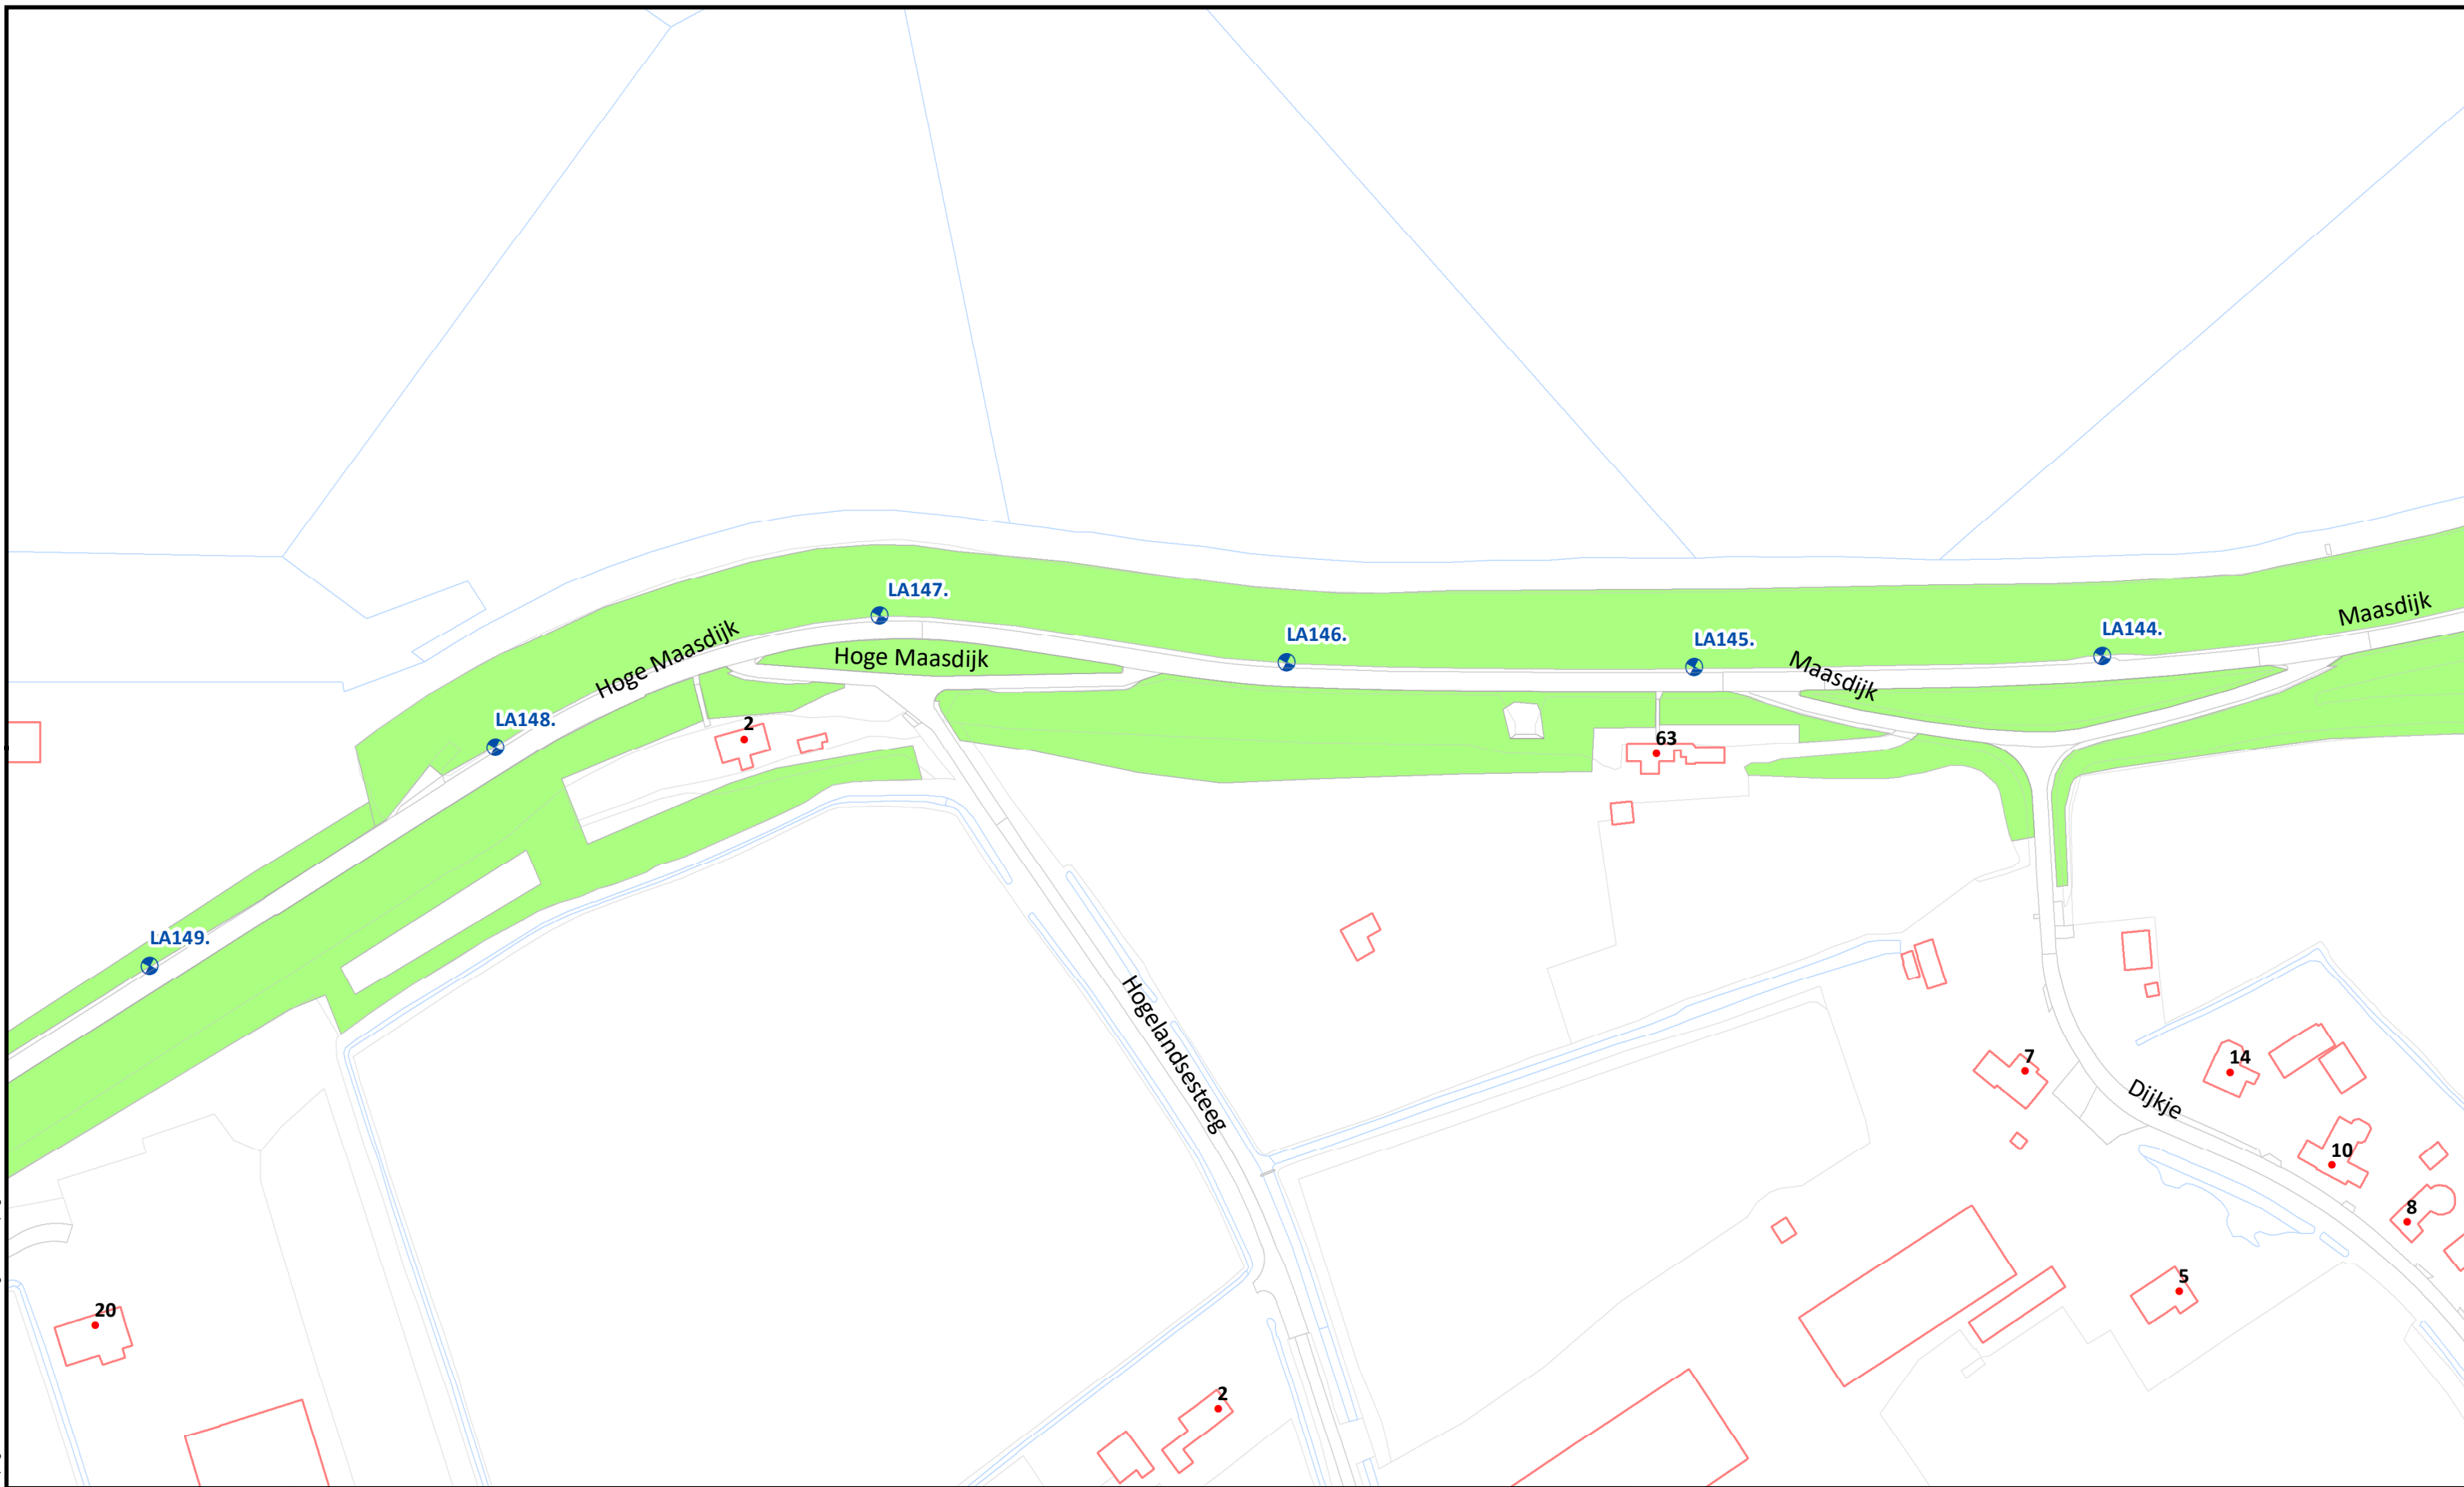 LA147.
Maasdijk
Hoge Maasdijk
LA144.
LA146.
LA145.
Hoge Maasdijk
Maasdijk
LA148.
2
63
LA149.
Hogelandsesteeg
7
14
Dijkje
10
8
5
20
2